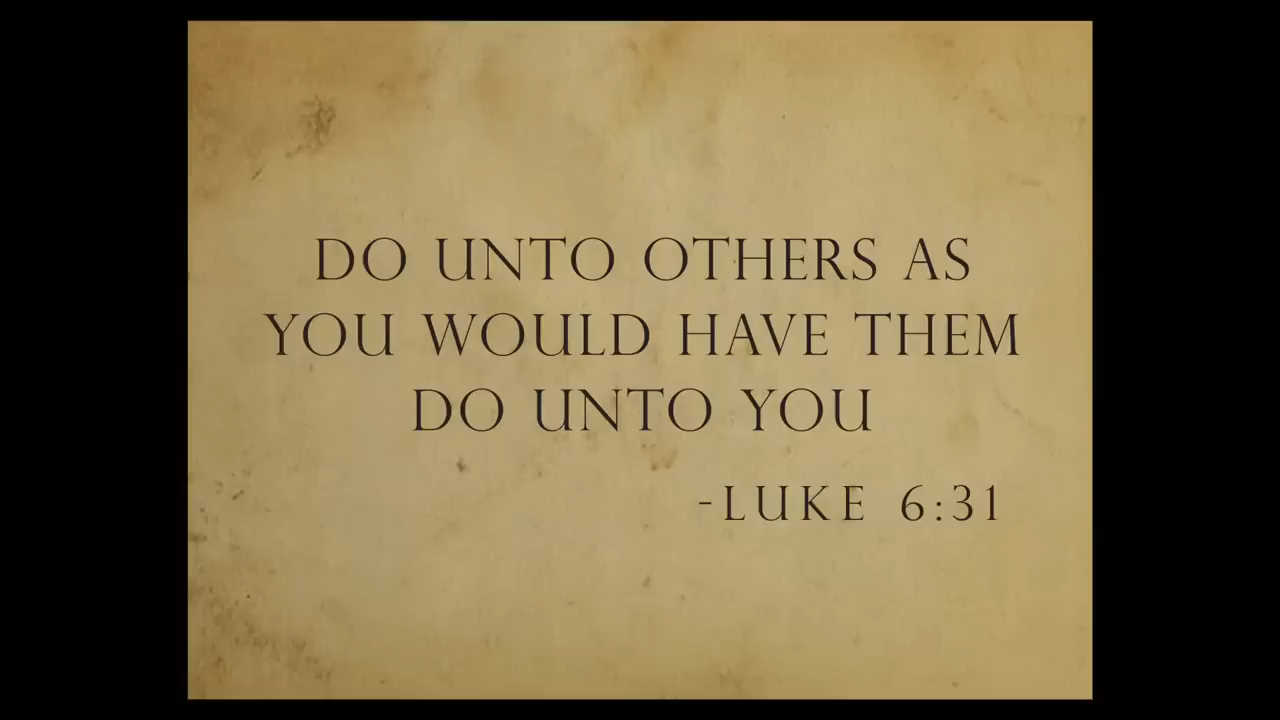 DO UNTO OTHERS AS
YOU WOULD HAVE THEM
DO UNTO YOU
-LUKE 6:31